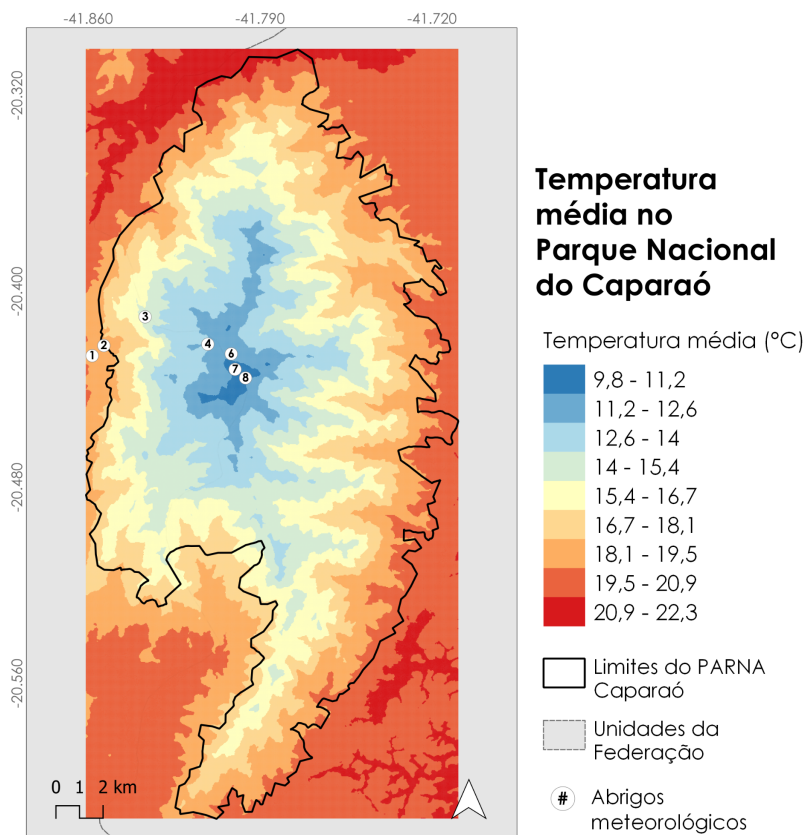 -41.860 -41.790 -41.720
-20.320
-20.400
-20.480
-20.560
1
2
3
4
6
7
8
0 1 2 km
Temperatura
média no
Parque Nacional
do Caparaó
Temperatura média (°C)
9,8 - 11,2
11,2 - 12,6
12,6 - 14
14 - 15,4
15,4 - 16,7
16,7 - 18,1
18,1 - 19,5
19,5 - 20,9
20,9 - 22,3
Limites do PARNA
Caparaó
Unidades da
Federação
# Abrigos
meteorológicos